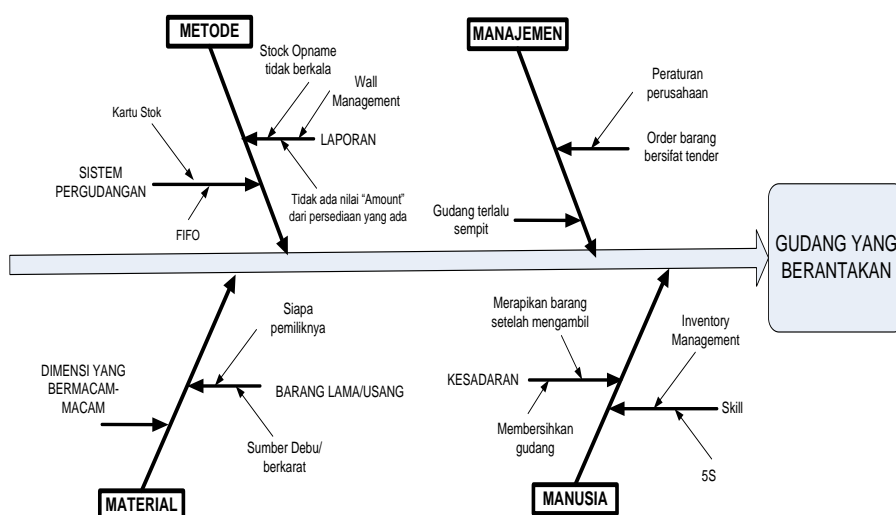 METODE
MANAJEMEN
Stock Opname
tidak berkala
Wall
Management
Peraturan
perusahaan
Kartu Stok
LAPORAN
Order barang
bersifat tender
SISTEM
PERGUDANGAN
Tidak ada nilai “Amount”
dari persediaan yang ada
FIFO
Gudang terlalu
sempit
GUDANG YANG
BERANTAKAN
Siapa
pemiliknya
Merapikan barang
setelah mengambil
Inventory
Management
DIMENSI YANG
BERMACAM-
MACAM
BARANG LAMA/USANG
KESADARAN
Skill
Sumber Debu/
berkarat
Membersihkan
gudang
5S
MATERIAL
MANUSIA